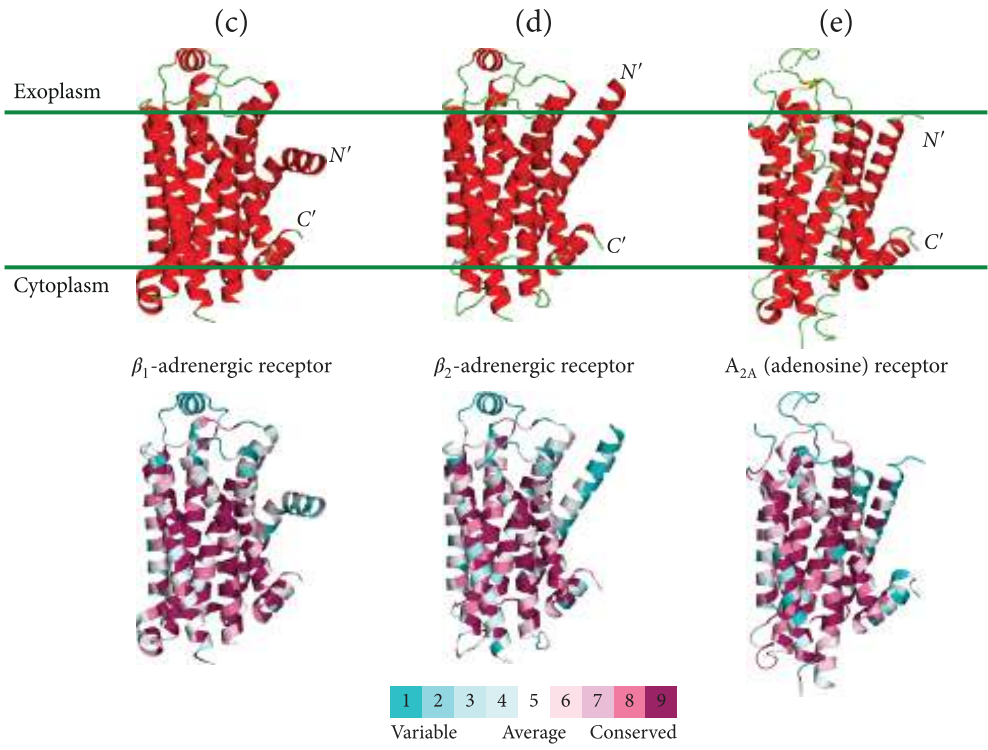 (c) (d) (e)
N′
Exoplasm
N′
N′
C′
C′
C′
Cytoplasm
β₁-adrenergic receptor β₂-adrenergic receptor A₂A (adenosine) receptor
1 2 3 4 5 6 7 8 9
Variable Average Conserved